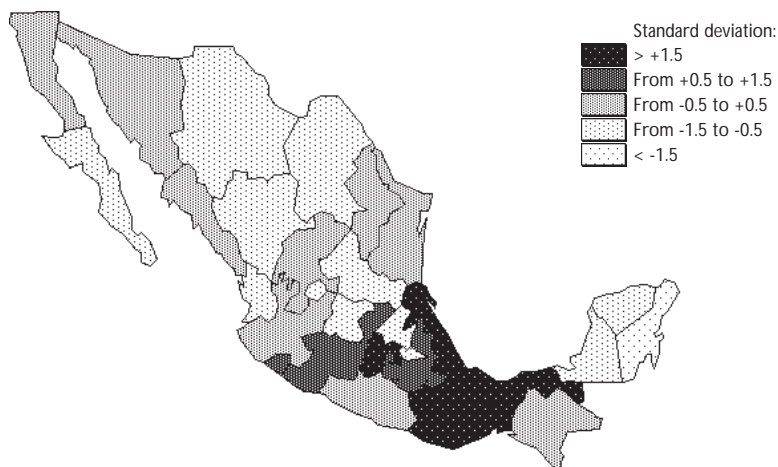 Standard deviation:
> +1.5
From +0.5 to +1.5
From -0.5 to +0.5
From -1.5 to -0.5
< -1.5